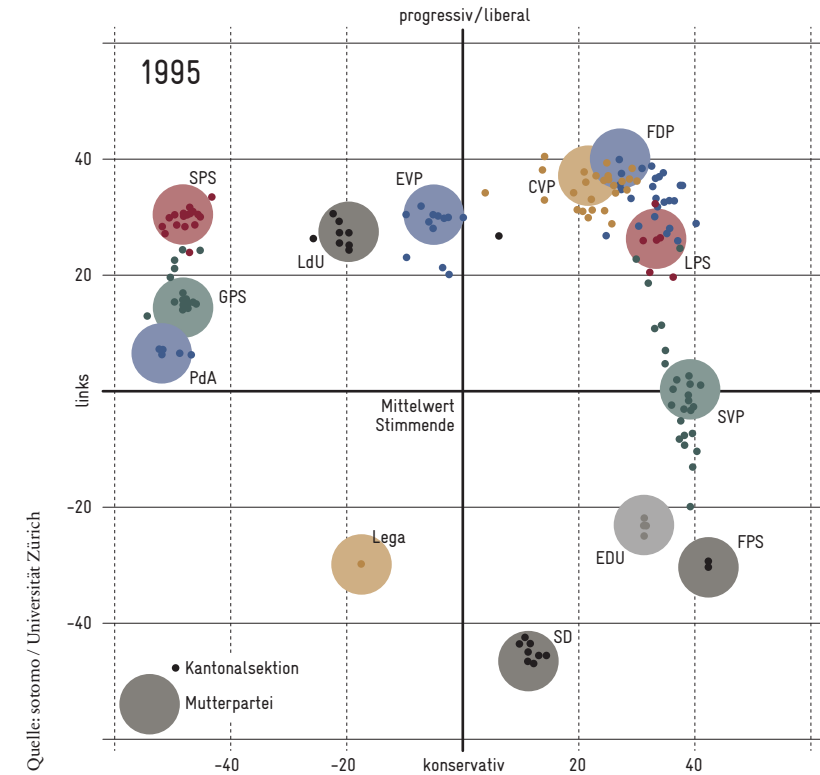 progressiv/liberal
1995
FDP
40
SPS
EVP
CVP
LdU
LPS
20
GPS
PdA
links
Mittelwert
Stimmende
SVP
-20
Lega
EDU
FPS
-40
SD
Kantonalsektion
Mutterpartei
-40
-20
konservativ
20
40
Quelle: sotomo / Universität Zürich